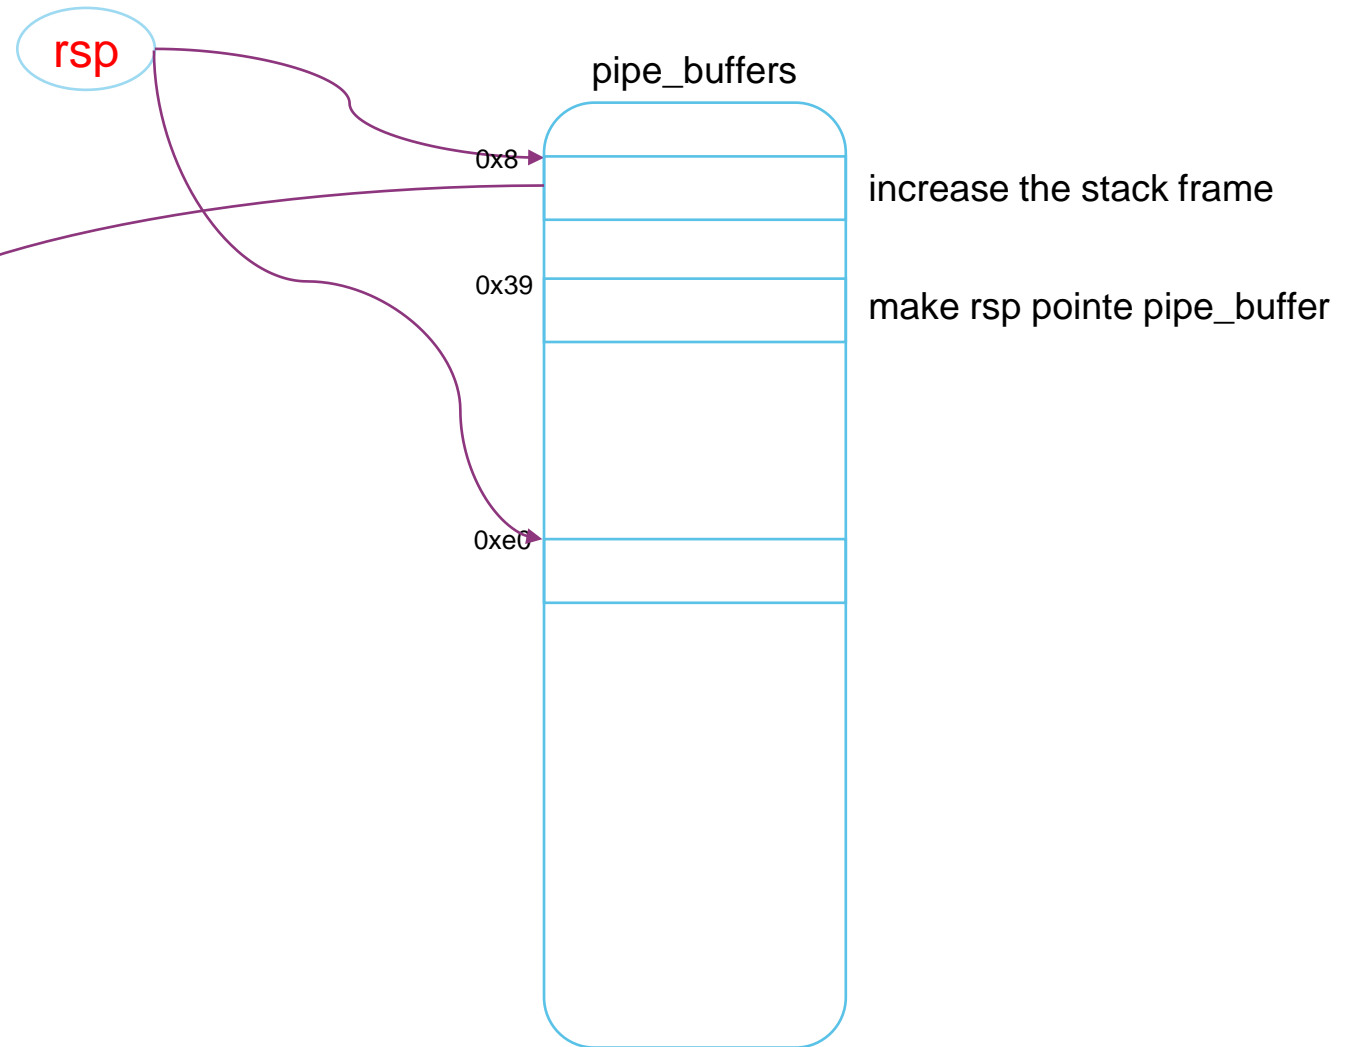 rsp
pipe_buffers
0x8
increase the stack frame
0x39
make rsp pointe pipe_buffer
0xe0